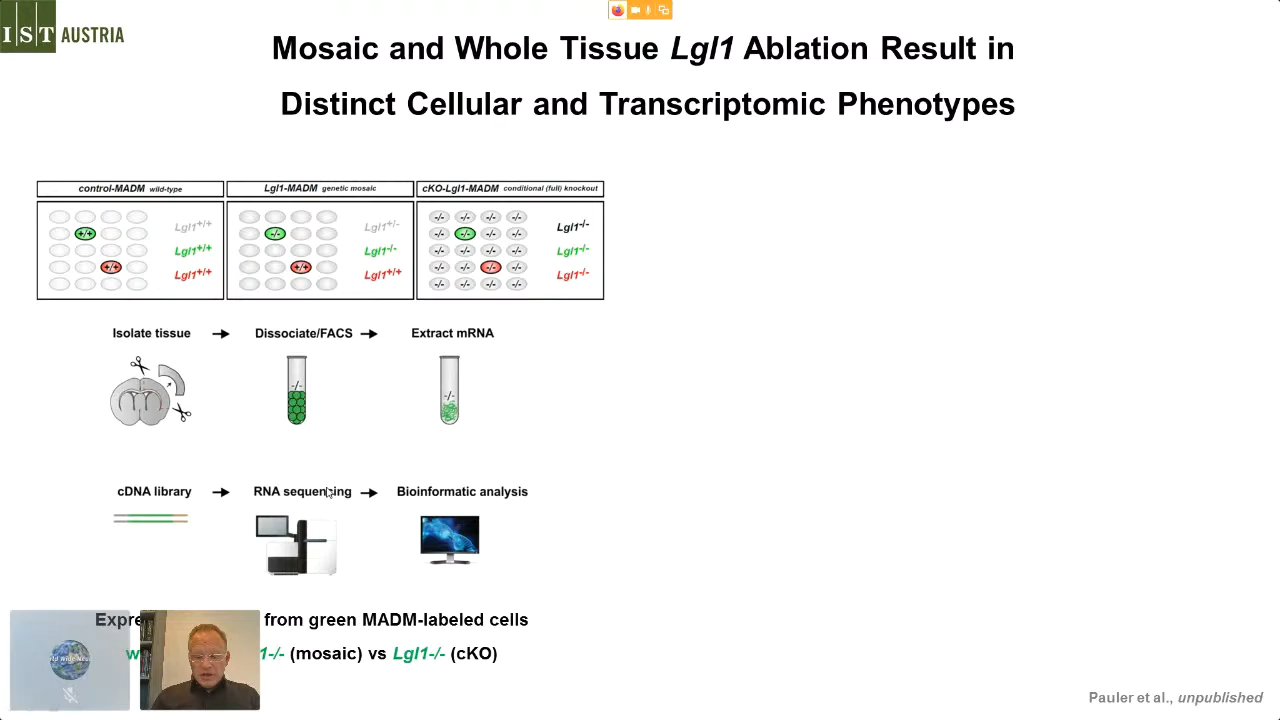 IST AUSTRIA
Mosaic and Whole Tissue Lgl1 Ablation Result in
Distinct Cellular and Transcriptomic Phenotypes
control-MADM wild-type
Lgl1-MADM genetic mosaic
cKO-Lgl1-MADM conditional (full) knockout
+/+
Lgl1+/+
Lgl1+/+
+/+
Lgl1+/+
-/-
Lgl1+/-
Lgl1-/-
+/+
Lgl1+/+
-/- -/- -/- -/-
-/- -/- -/- -/-
-/- -/- -/- -/-
-/- -/- -/- -/-
-/- -/- -/- -/-
Lgl1-/-
Lgl1-/-
Lgl1-/-
Isolate tissue → Dissociate/FACS → Extract mRNA
-/-
-/-
cDNA library → RNA sequencing → Bioinformatic analysis
from green MADM-labeled cells
(mosaic) vs Lgl1-/- (cKO)
Pauler et al., unpublished